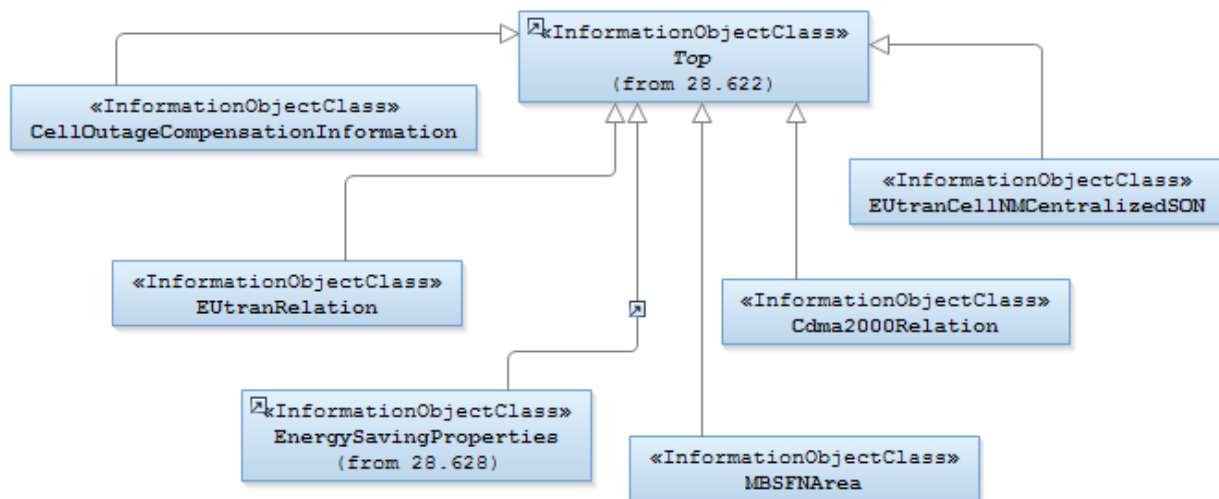 «InformationObjectClass»
Top
(from 28.622)
«InformationObjectClass»
CellOutageCompensationInformation
«InformationObjectClass»
EUtranCellNMCentralizedSON
«InformationObjectClass»
EUtranRelation
«InformationObjectClass»
Cdma2000Relation
«InformationObjectClass»
EnergySavingProperties
(from 28.628)
«InformationObjectClass»
MBSFNArea